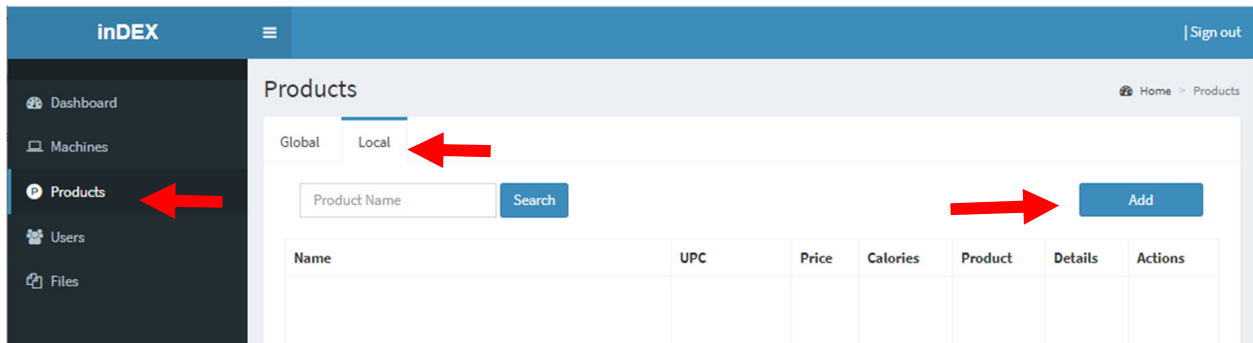 inDEX
| Sign out
Dashboard
Machines
Products
Users
Files
Products
Home > Products
Global Local
Product Name Search Add
Name UPC Price Calories Product Details Actions